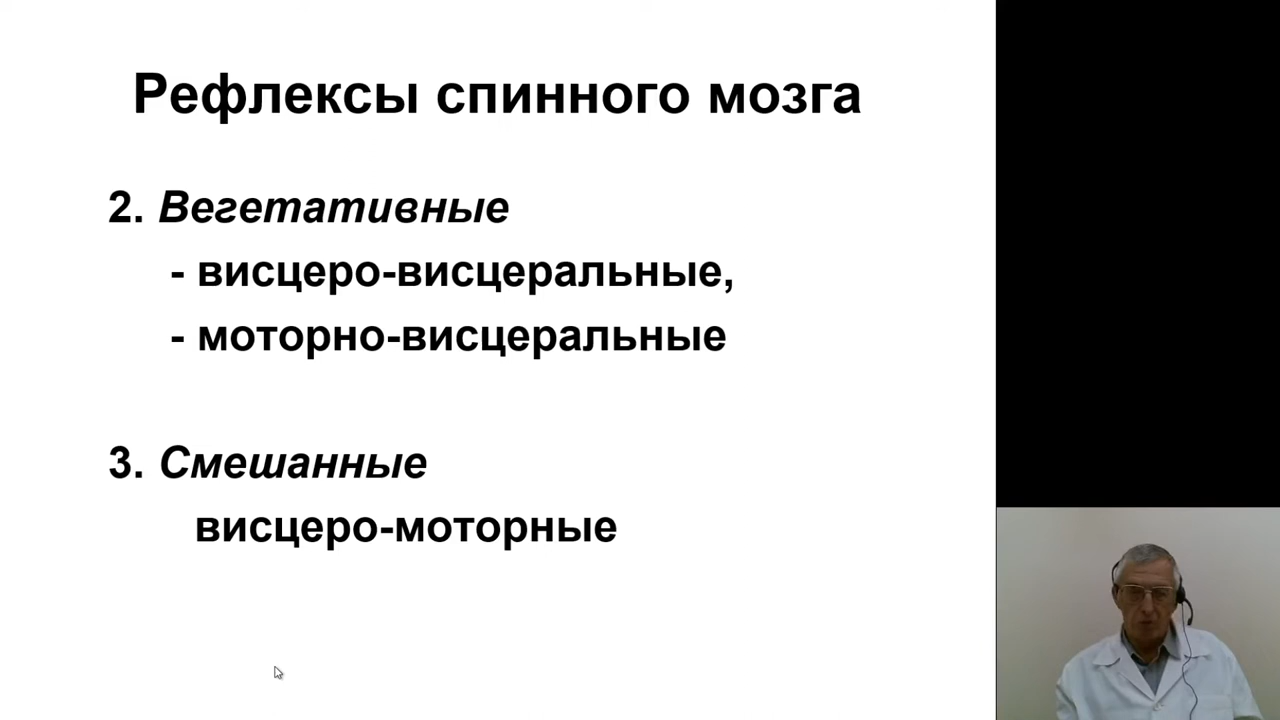 Рефлексы спинного мозга
2. Вегетативные
- висцеро-висцеральные,
- моторно-висцеральные
3. Смешанные
висцеро-моторные